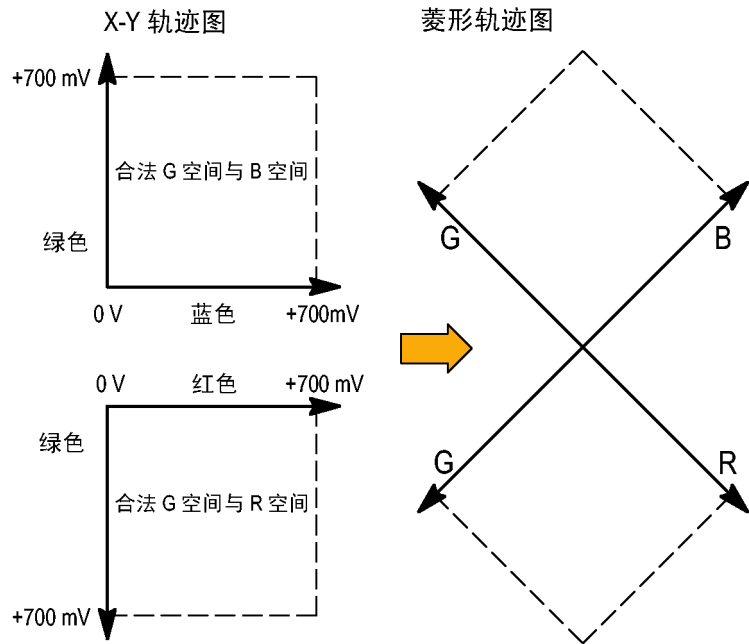 X-Y 轨迹图
菱形轨迹图
+700 mV
合法 G 空间与 B 空间
绿色
0 V
蓝色
+700mV
G
B
0 V
红色
+700 mV
绿色
合法 G 空间与 R 空间
+700 mV
G
R